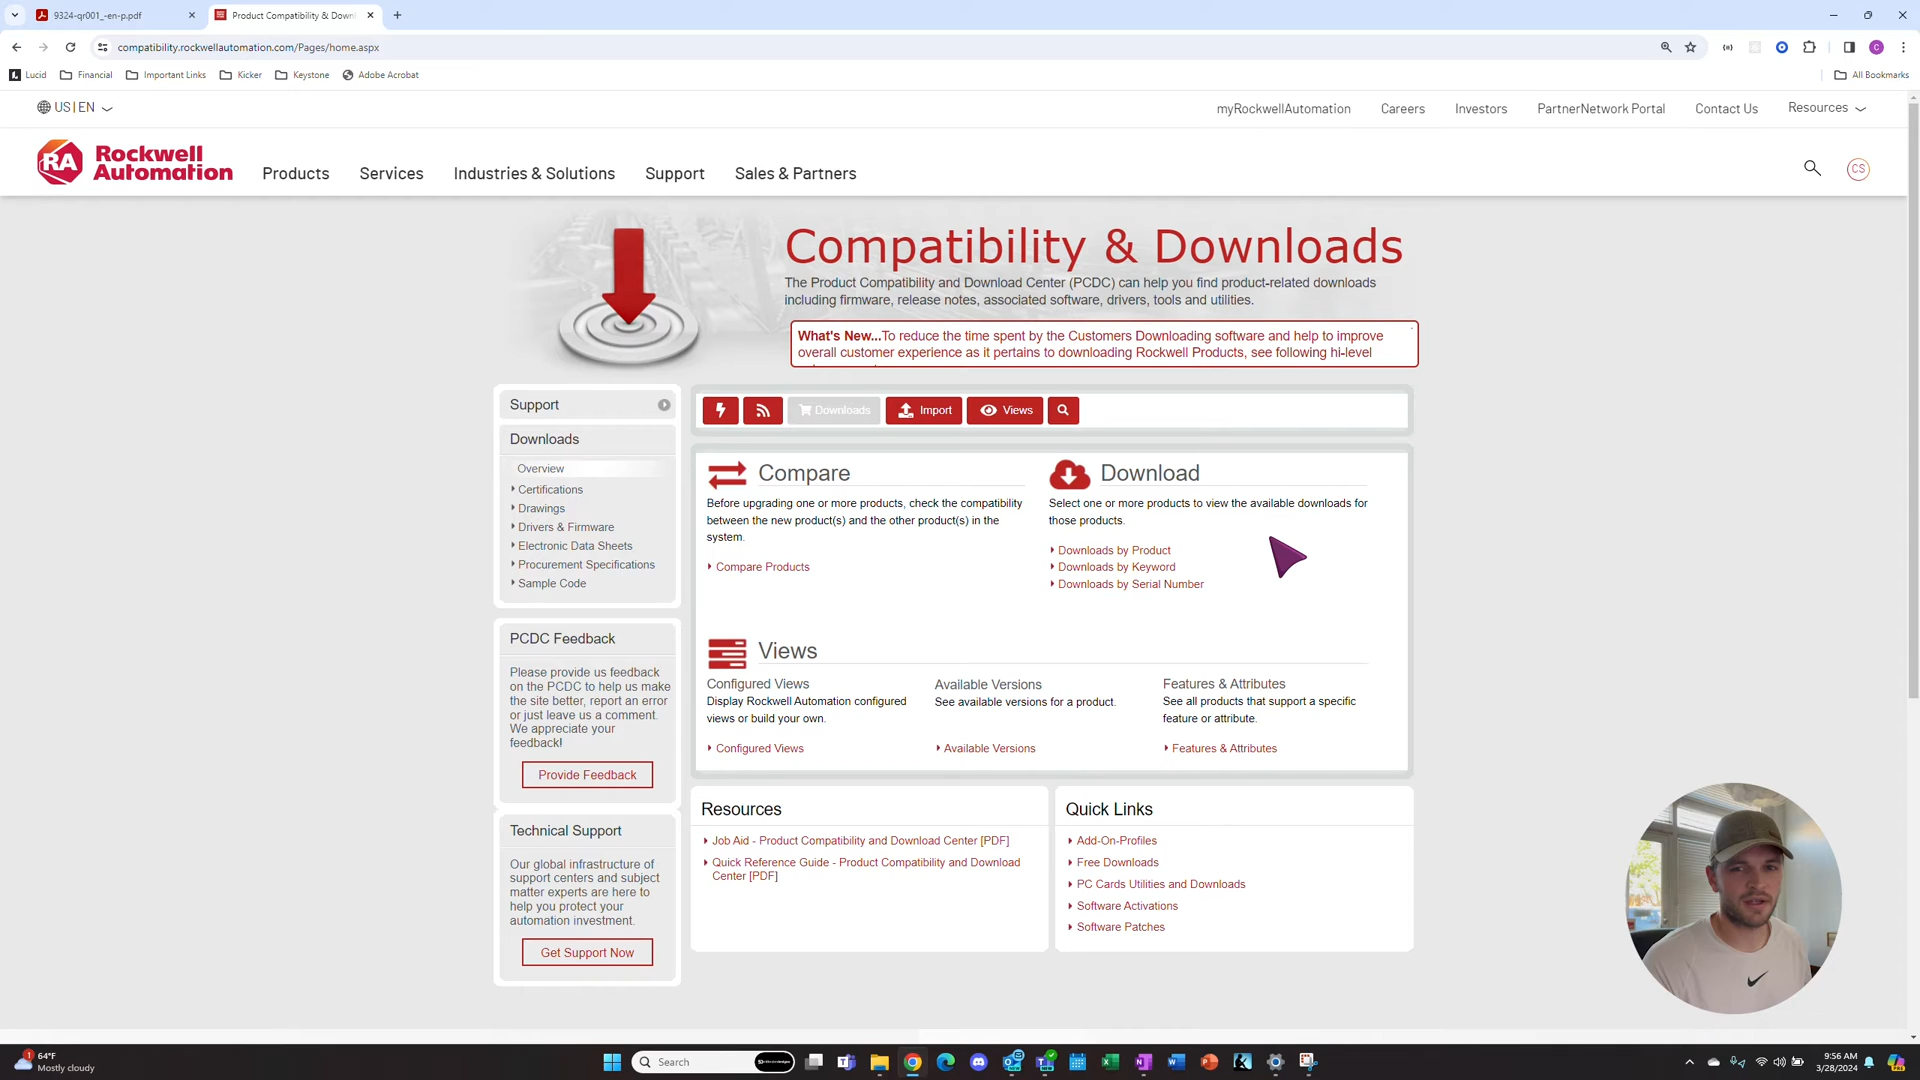 9324-qr001_-en-p.pdf
Product Compatibility & Downl
compatibility.rockwellautomation.com/Pages/home.aspx
C
Lucid
Financial
Important Links
Kicker
Keystone
Adobe Acrobat
All Bookmarks
US|EN
myRockwellAutomation
Careers
Investors
PartnerNetwork Portal
Contact Us
Resources
RA Rockwell
Automation
Products
Services
Industries & Solutions
Support
Sales & Partners
CS
Compatibility & Downloads
The Product Compatibility and Download Center (PCDC) can help you find product-related downloads
including firmware, release notes, associated software, drivers, tools and utilities.
What's New...To reduce the time spent by the Customers Downloading software and help to improve
overall customer experience as it pertains to downloading Rockwell Products, see following hi-level
Support
Downloads
Overview
Certifications
Drawings
Drivers & Firmware
Electronic Data Sheets
Procurement Specifications
Sample Code
PCDC Feedback
Please provide us feedback
on the PCDC to help us make
the site better, report an error
or just leave us a comment.
We appreciate your
feedback!
Provide Feedback
Technical Support
Our global infrastructure of
support centers and subject
matter experts are here to
help you protect your
automation investment.
Get Support Now
Downloads
Import
Views
Compare
Before upgrading one or more products, check the compatibility
between the new product(s) and the other product(s) in the
system.
Compare Products
Download
Select one or more products to view the available downloads for
those products.
Downloads by Product
Downloads by Keyword
Downloads by Serial Number
Views
Configured Views
Display Rockwell Automation configured
views or build your own.
Configured Views
Available Versions
See available versions for a product.
Available Versions
Features & Attributes
See all products that support a specific
feature or attribute.
Features & Attributes
Resources
Job Aid - Product Compatibility and Download Center [PDF]
Quick Reference Guide - Product Compatibility and Download
Center [PDF]
Quick Links
Add-On-Profiles
Free Downloads
PC Cards Utilities and Downloads
Software Activations
Software Patches
1
64°F
Mostly cloudy
Search
9:56 AM
3/28/2024